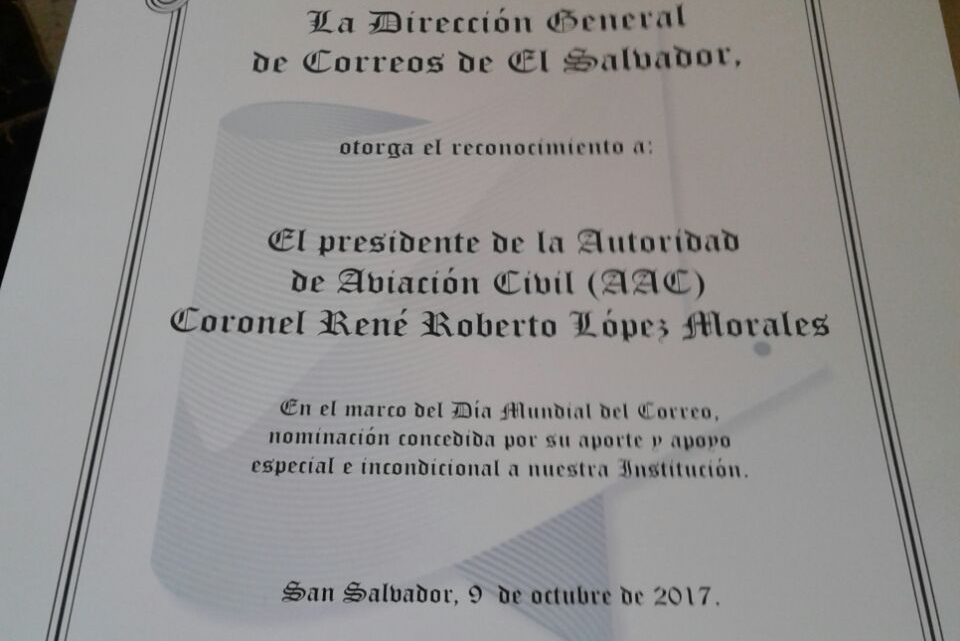 La Dirección General
de Correos de El Salvador,
otorga el reconocimiento a:
El presidente de la Autoridad
de Aviación Civil (AAC)
Coronel René Roberto López Morales
En el marco del Día Mundial del Correo,
nominación concedida por su aporte y apoyo
especial e incondicional a nuestra Institución.
San Salvador, 9 de octubre de 2017.